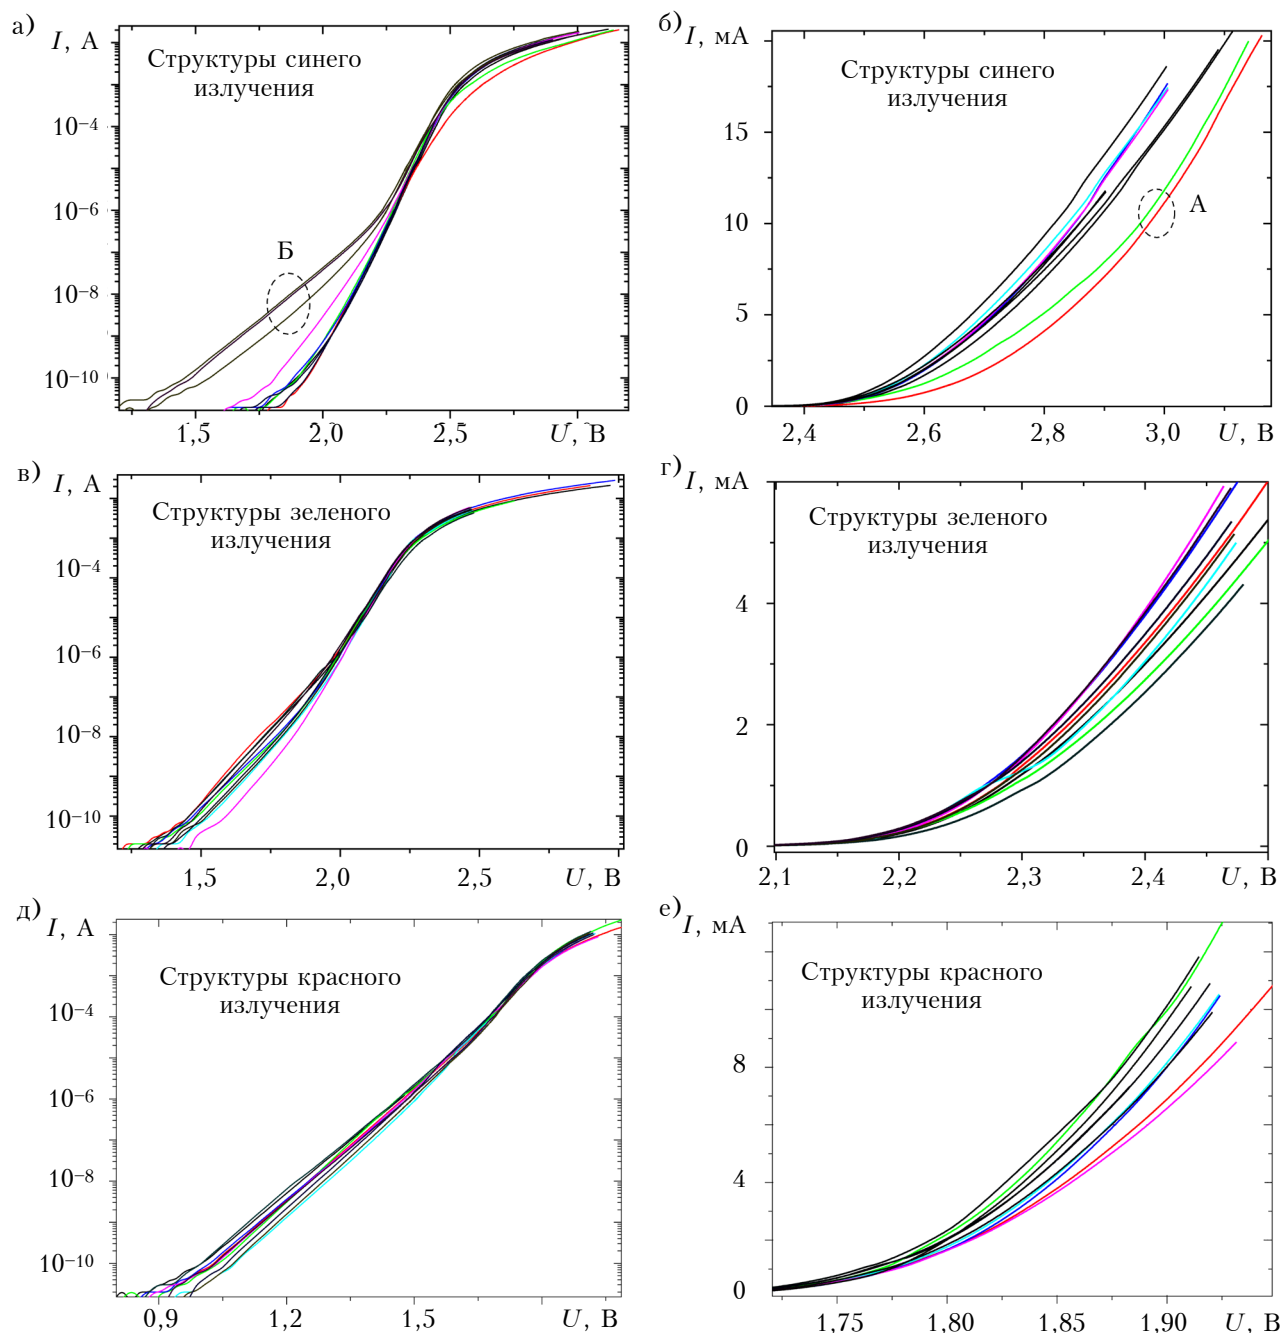 а)
I, А
Структуры синего
излучения
10⁻⁴
10⁻⁶
Б
10⁻⁸
10⁻¹⁰
1,5
2,0
2,5
U, В
б)
I, мА
Структуры синего
излучения
15
10
А
5
0
2,4
2,6
2,8
3,0
U, В
в)
I, А
Структуры зеленого
излучения
10⁻⁴
10⁻⁶
10⁻⁸
10⁻¹⁰
1,5
2,0
2,5
U, В
г)
I, мА
Структуры зеленого
излучения
4
2
0
2,1
2,2
2,3
2,4
U, В
д)
I, А
Структуры красного
излучения
10⁻⁴
10⁻⁶
10⁻⁸
10⁻¹⁰
0,9
1,2
1,5
U, В
е)
I, мА
Структуры красного
излучения
8
4
0
1,75
1,80
1,85
1,90
U, В